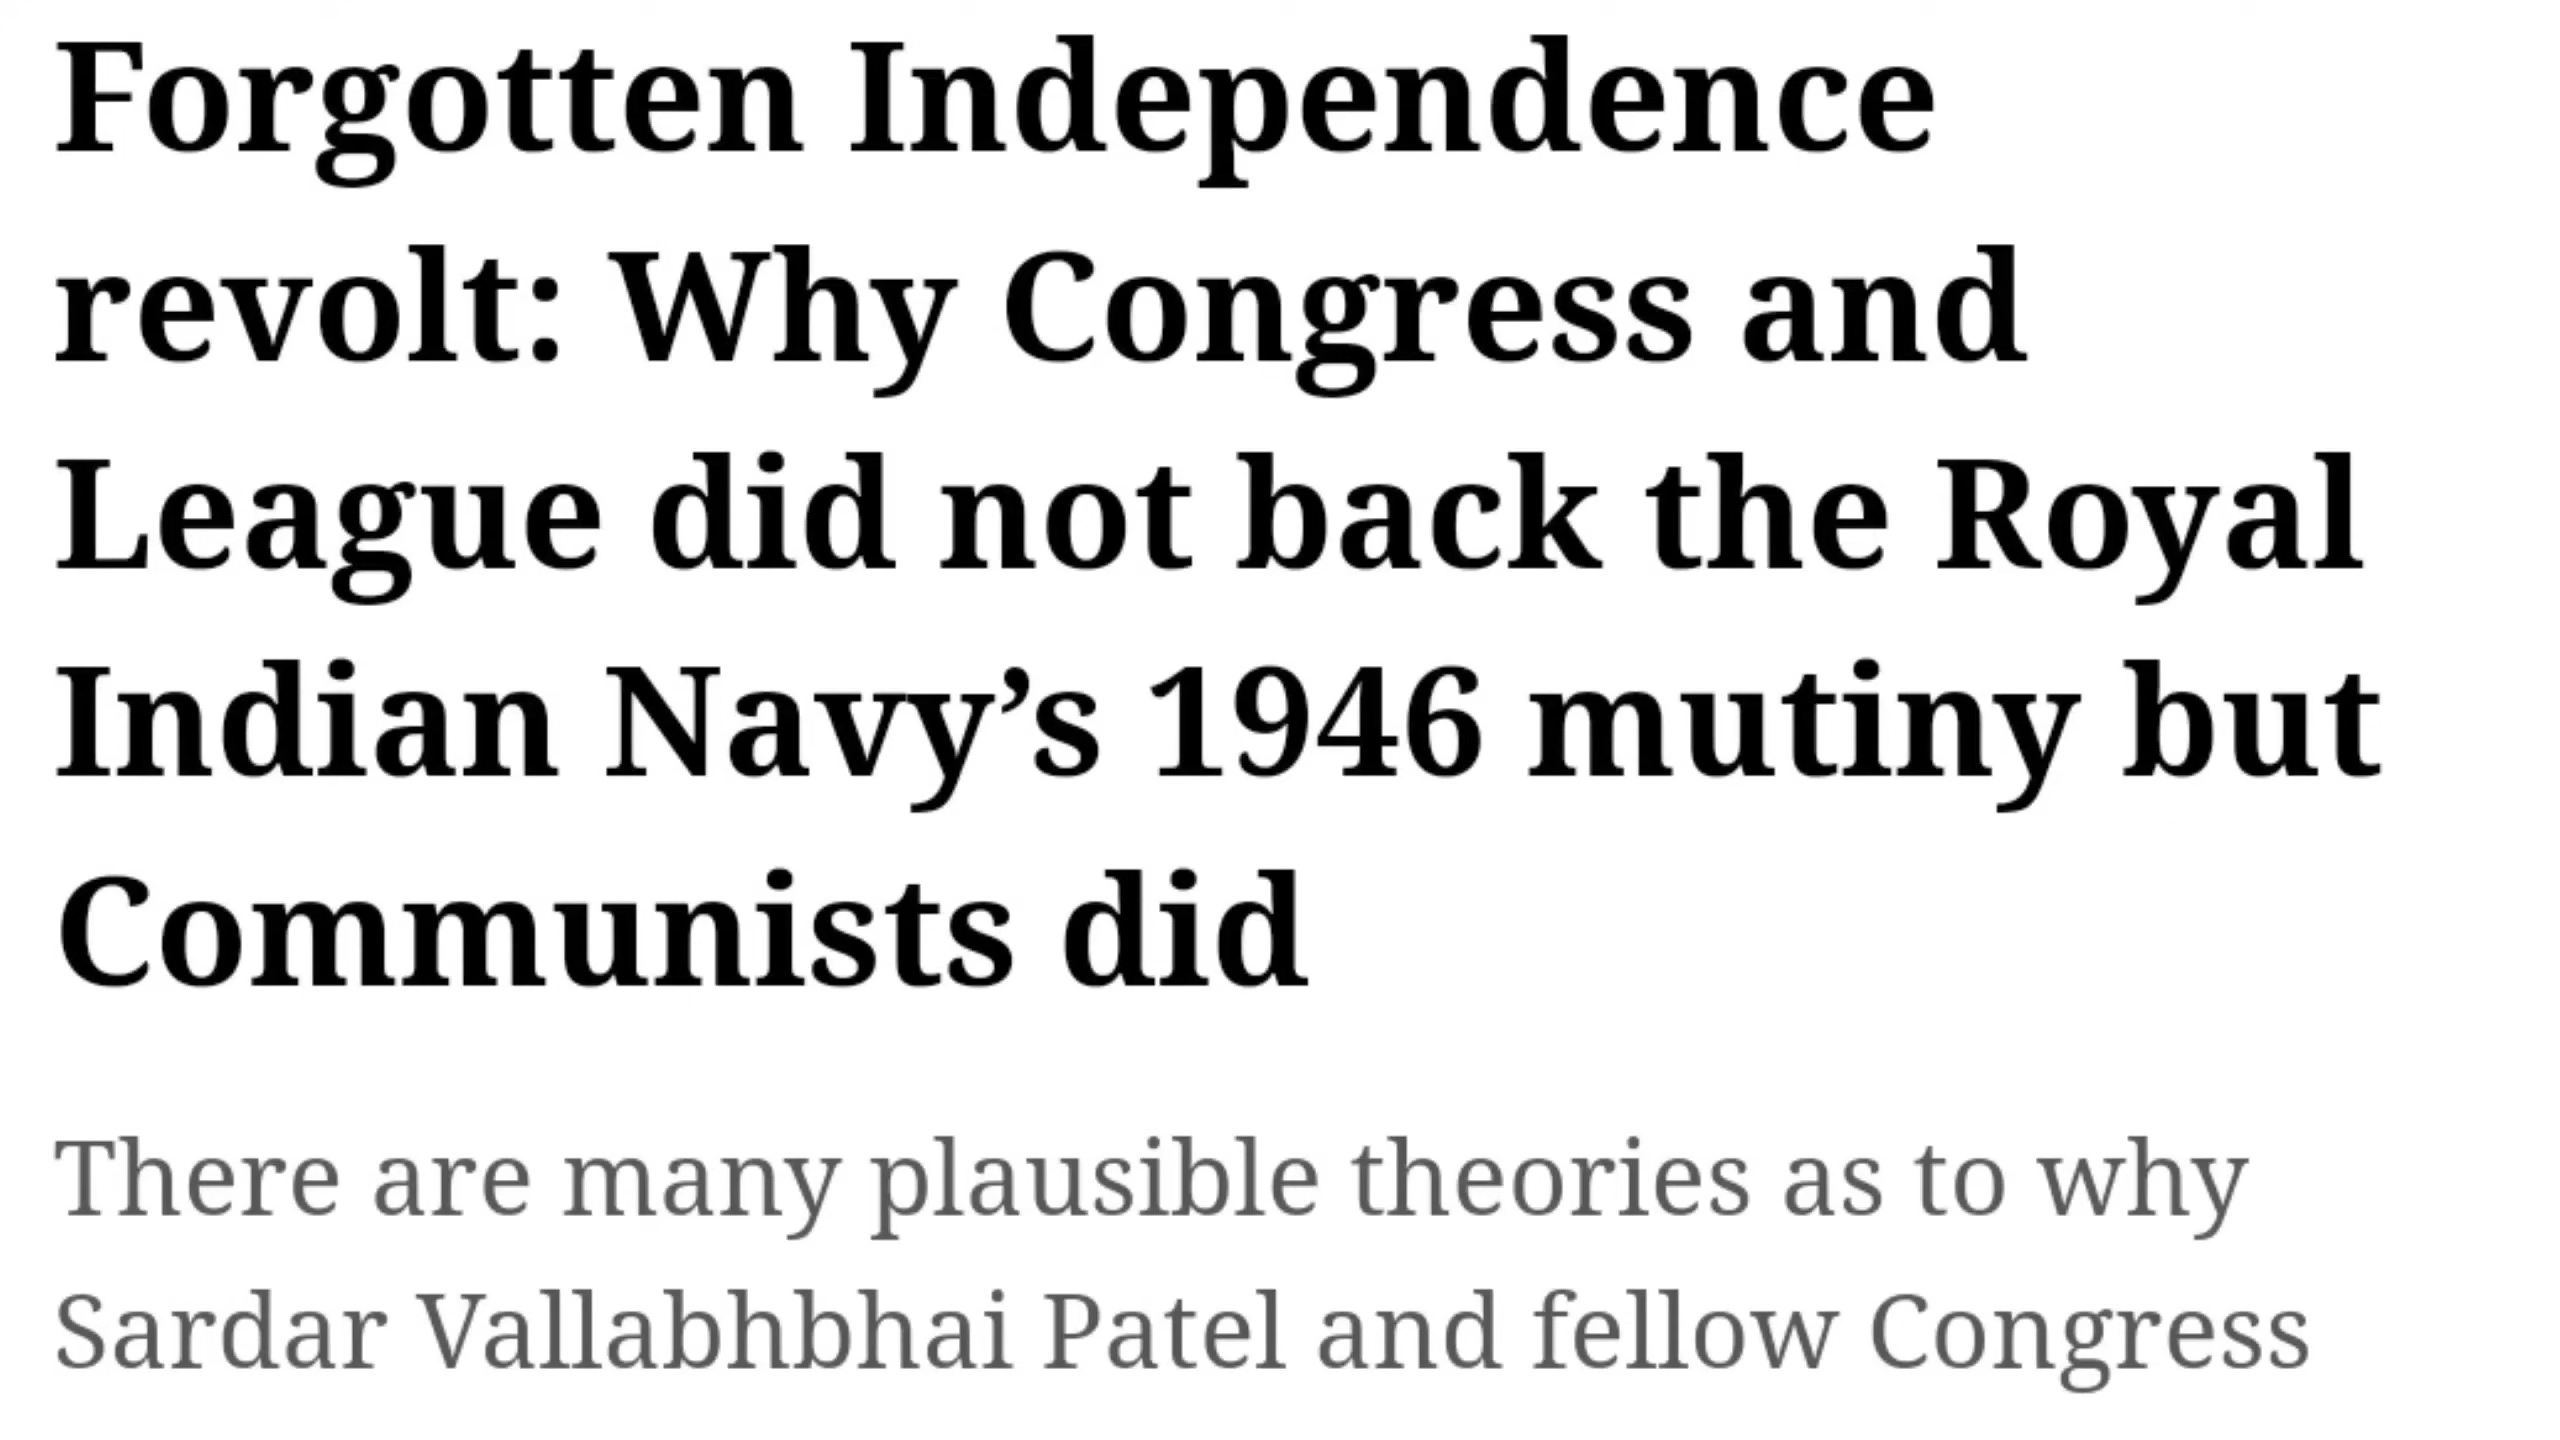 Forgotten Independence
revolt: Why Congress and
League did not back the Royal
Indian Navy’s 1946 mutiny but
Communists did
There are many plausible theories as to why
Sardar Vallabhbhai Patel and fellow Congress